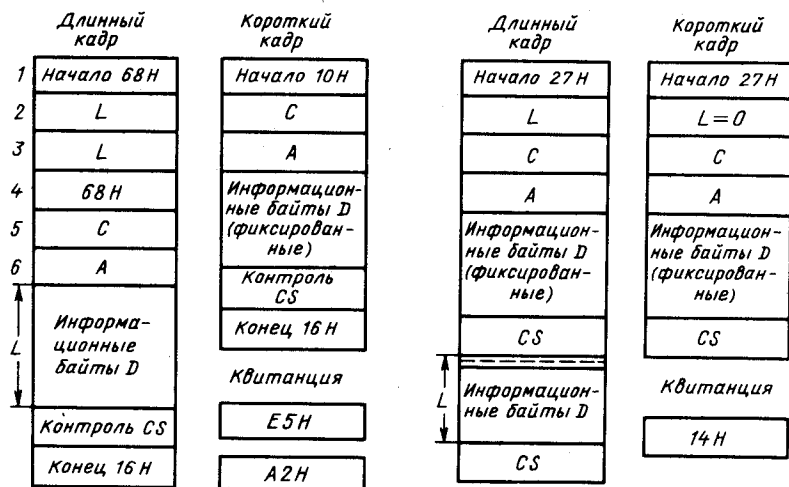 Длинный
кадр
1 Начало 68H
2 L
3 L
4 68H
5 C
6 A
L
Информа-
ционные
байты D
Контроль CS
Конец 16H
Короткий
кадр
Начало 10H
C
A
Информацион-
ные байты D
(фиксирован-
ные)
Контроль
CS
Конец 16H
Квитанция
E5H
A2H
Длинный
кадр
Начало 27H
L
C
A
Информацион-
ные байты D
(фиксирован-
ные)
CS
L
Информацион-
ные байты D
CS
Короткий
кадр
Начало 27H
L=0
C
A
Информацион-
ные байты D
(фиксирован-
ные)
CS
Квитанция
14H